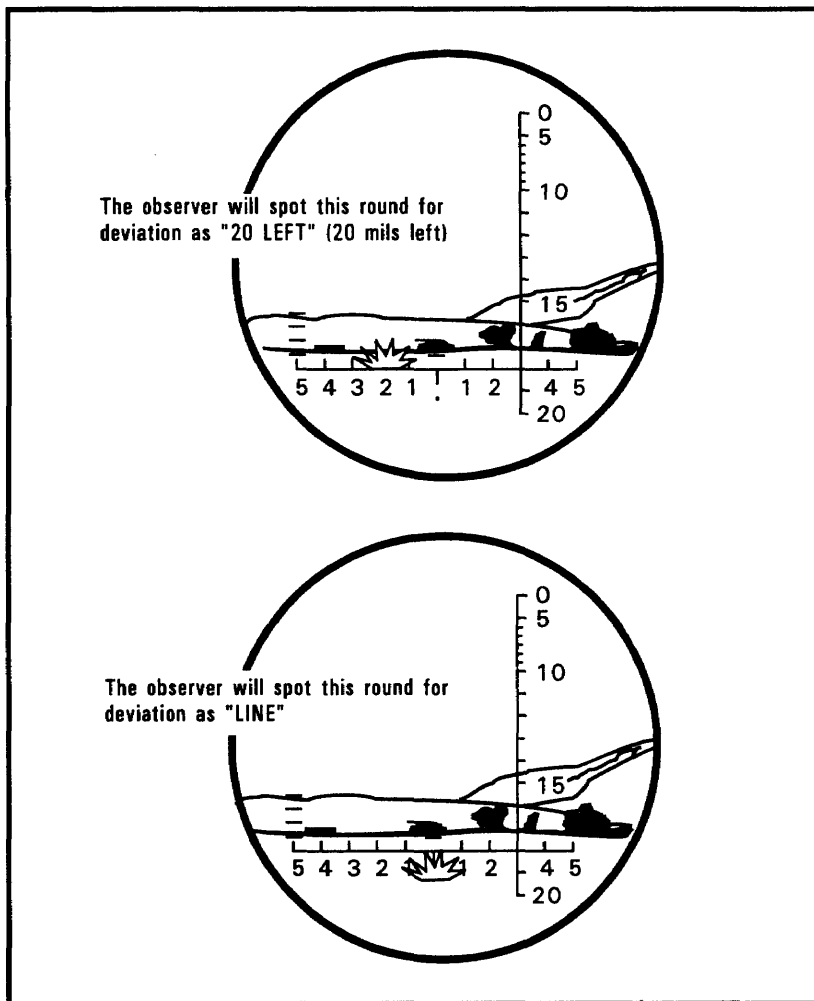 0
5
10
The observer will spot this round for
deviation as "20 LEFT" (20 mils left)
15
5 4 3 2 1 1 2 4 5
20
0
5
10
The observer will spot this round for
deviation as "LINE"
15
5 4 3 2 1 1 2 4 5
20